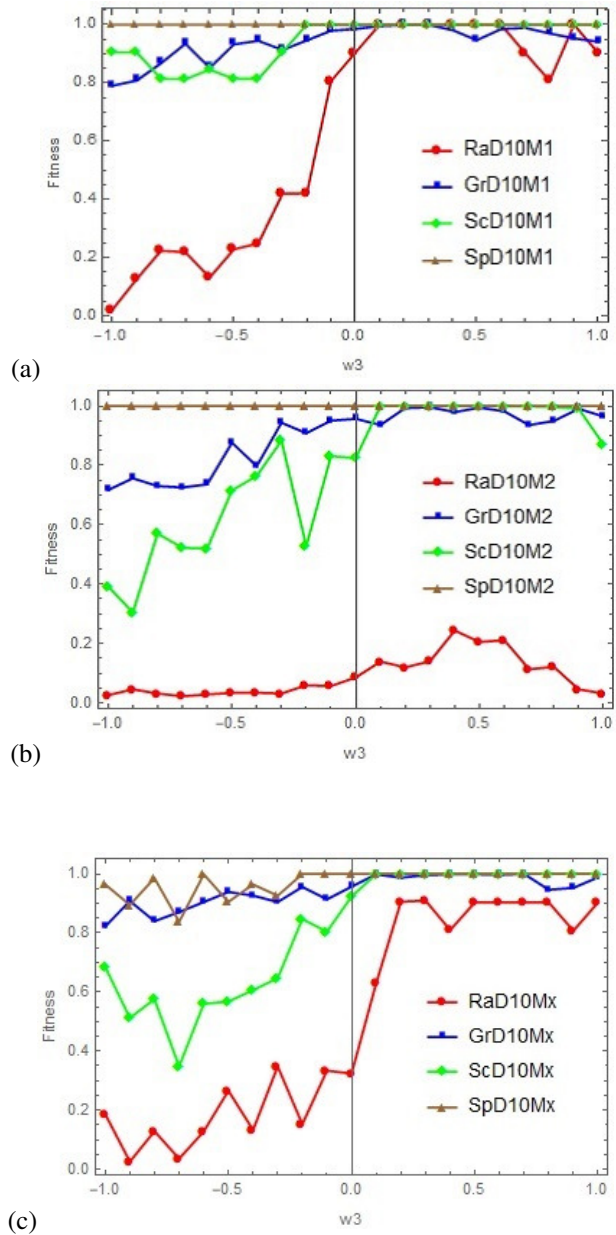 1.0
0.8
0.6
0.4
0.2
0.0
Fitness
RaD10M1
GrD10M1
ScD10M1
SpD10M1
−1.0 −0.5 0.0 0.5 1.0
w3
(a)
1.0
0.8
0.6
0.4
0.2
0.0
Fitness
RaD10M2
GrD10M2
ScD10M2
SpD10M2
−1.0 −0.5 0.0 0.5 1.0
w3
(b)
1.0
0.8
0.6
0.4
0.2
0.0
Fitness
RaD10Mx
GrD10Mx
ScD10Mx
SpD10Mx
−1.0 −0.5 0.0 0.5 1.0
w3
(c)